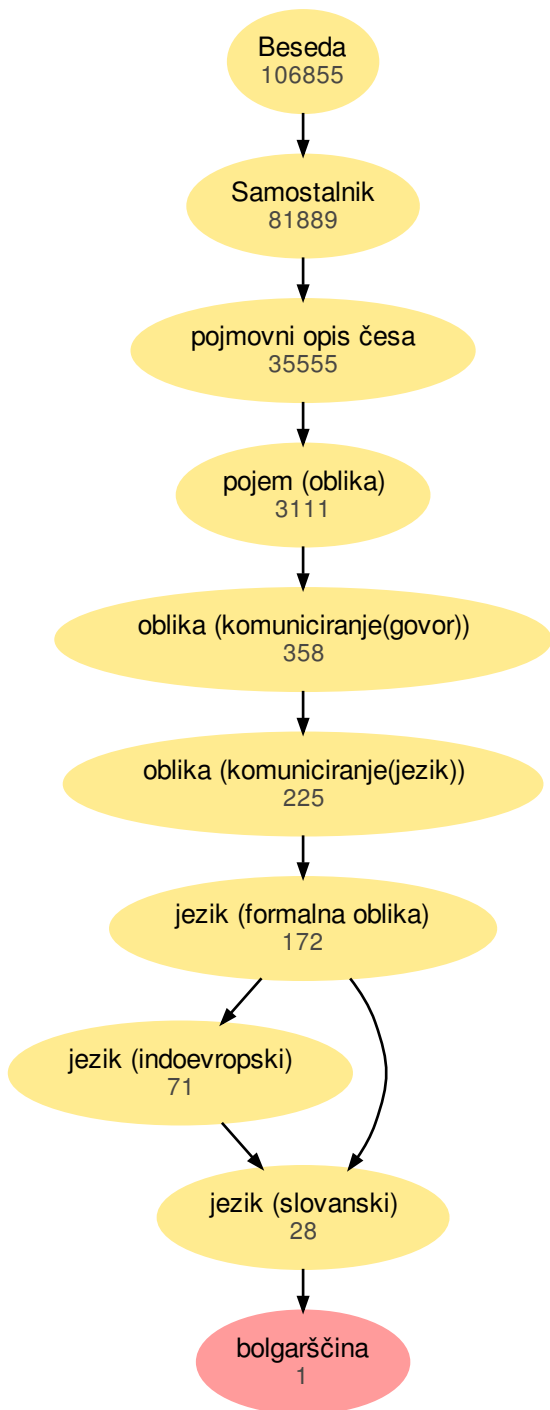 Beseda
106855
Samostalnik
81889
pojmovni opis česa
35555
pojem (oblika)
3111
oblika (komuniciranje(govor))
358
oblika (komuniciranje(jezik))
225
jezik (formalna oblika)
172
jezik (indoevropski)
71
jezik (slovanski)
28
bolgarščina
1